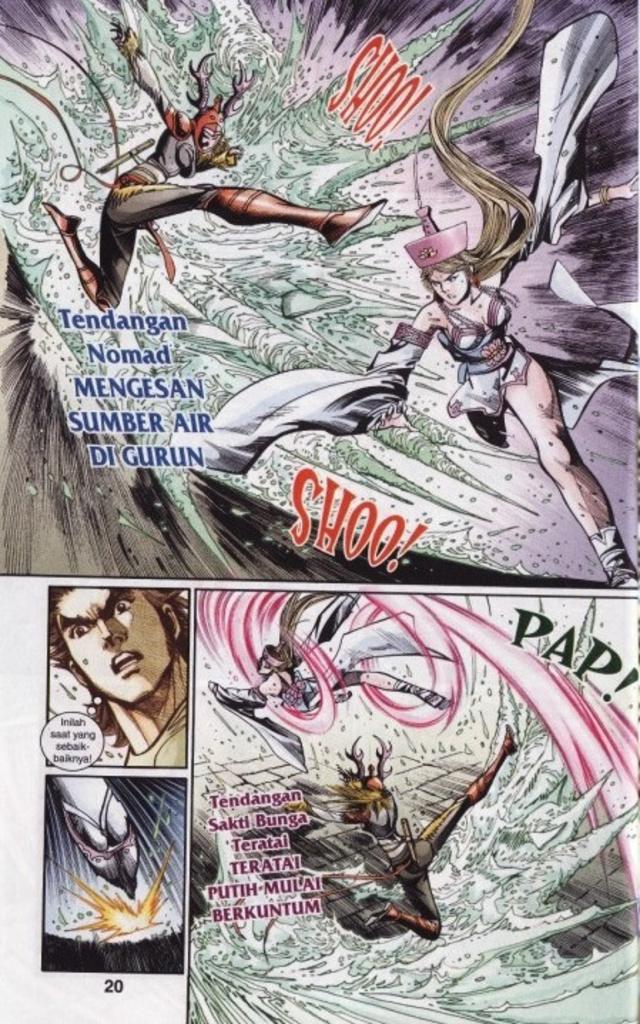 SHOO!
Tendangan
Nomad
MENGESAN
SUMBER AIR
DI GURUN
SHOO!
Inilah
saat yang
sebaik-
baiknya!
PAP!
Tendangan
Sakti Bunga
Teratai
TERATAI
PUTIH MULAI
BERKUNTUM
20